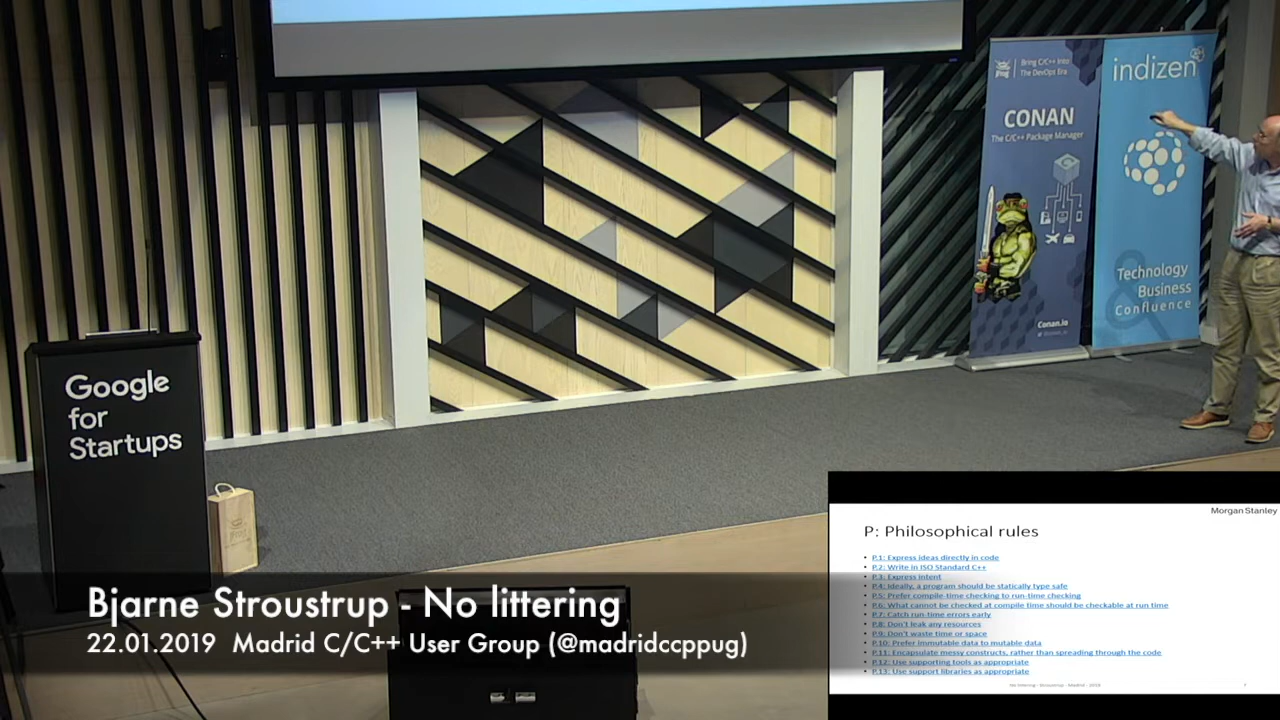 Bring C/C++ Into
The DevOps Era
indizen
CONAN
The C/C++ Package Manager
Technology
Business
Confluence
Conan.io
Google
for
Startups
Morgan Stanley
P: Philosophical rules
• P.1: Express ideas directly in code
• P.2: Write in ISO Standard C++
• P.3: Express intent
• P.4: Ideally, a program should be statically type safe
• P.5: Prefer compile-time checking to run-time checking
• P.6: What cannot be checked at compile time should be checkable at run time
• P.7: Catch run-time errors early
• P.8: Don't leak any resources
• P.9: Don't waste time or space
• P.10: Prefer immutable data to mutable data
• P.11: Encapsulate messy constructs, rather than spreading through the code
• P.12: Use supporting tools as appropriate
• P.13: Use support libraries as appropriate
No littering - Stroustrup - Madrid - 2018
Bjarne Stroustrup - No littering
22.01.2019 Madrid C/C++ User Group (@madridccppug)